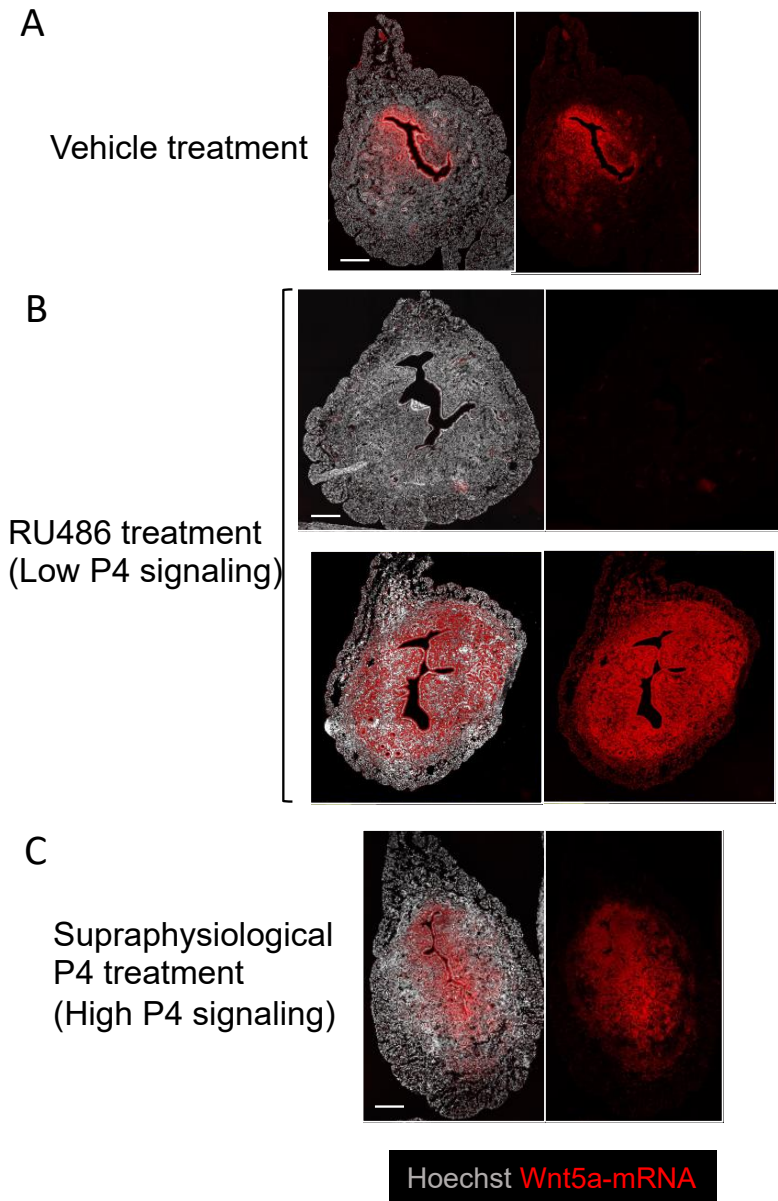 A
Vehicle treatment
B
RU486 treatment
(Low P4 signaling)
C
Supraphysiological
P4 treatment
(High P4 signaling)
Hoechst Wnt5a-mRNA